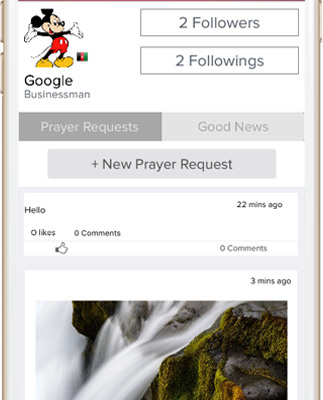 2 Followers
2 Followings
Google
Businessman
Prayer Requests
Good News
+ New Prayer Request
Hello
22 mins ago
0 likes
0 Comments
0 Comments
3 mins ago